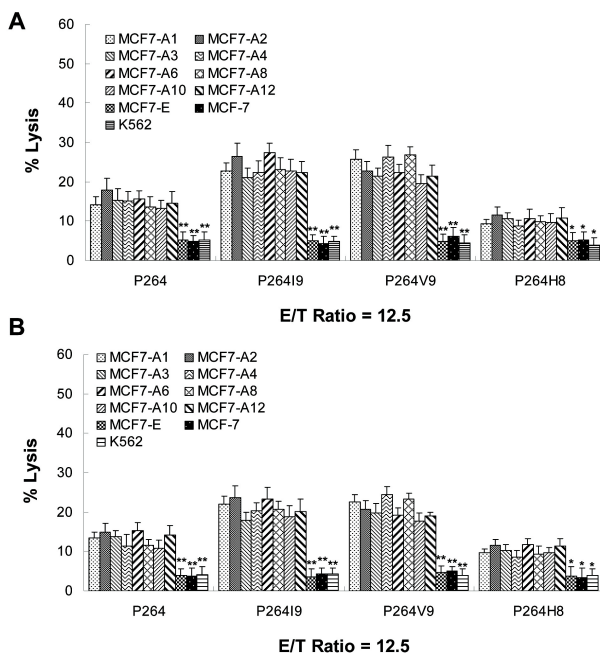 A
% Lysis
60
50
40
30
20
10
0
MCF7-A1 MCF7-A2
MCF7-A3 MCF7-A4
MCF7-A6 MCF7-A8
MCF7-A10 MCF7-A12
MCF7-E MCF-7
K562
** ** **
** ** **
** ** **
* * *
P264 P264I9 P264V9 P264H8
E/T Ratio = 12.5
B
% Lysis
60
50
40
30
20
10
0
MCF7-A1 MCF7-A2
MCF7-A3 MCF7-A4
MCF7-A6 MCF7-A8
MCF7-A10 MCF7-A12
MCF7-E MCF-7
K562
** ** **
** ** **
** ** **
* * *
P264 P264I9 P264V9 P264H8
E/T Ratio = 12.5